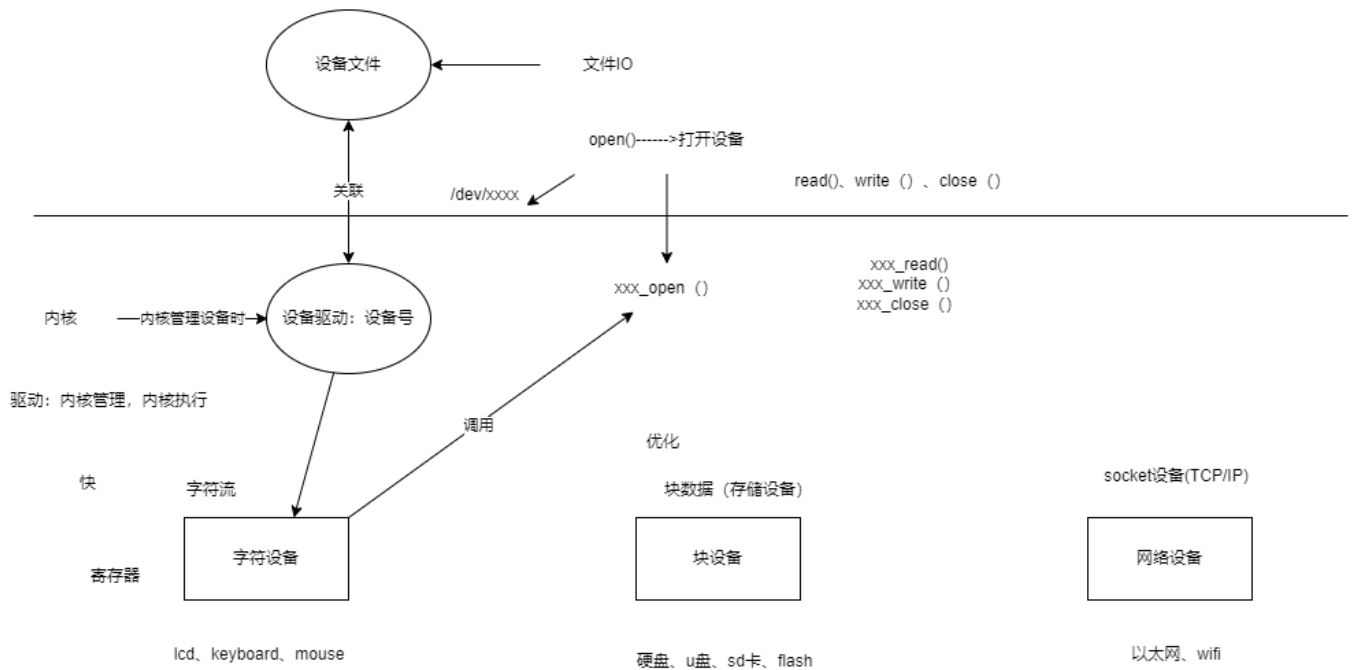 设备文件
文件IO
open()------>打开设备
关联
/dev/xxxx
read()、write（）、close（）
xxx_open（）
xxx_read()
xxx_write（）
xxx_close（）
内核
内核管理设备时
设备驱动：设备号
驱动：内核管理，内核执行
调用
优化
快
字符流
块数据（存储设备）
socket设备(TCP/IP)
寄存器
字符设备
块设备
网络设备
lcd、keyboard、mouse
硬盘、u盘、sd卡、flash
以太网、wifi